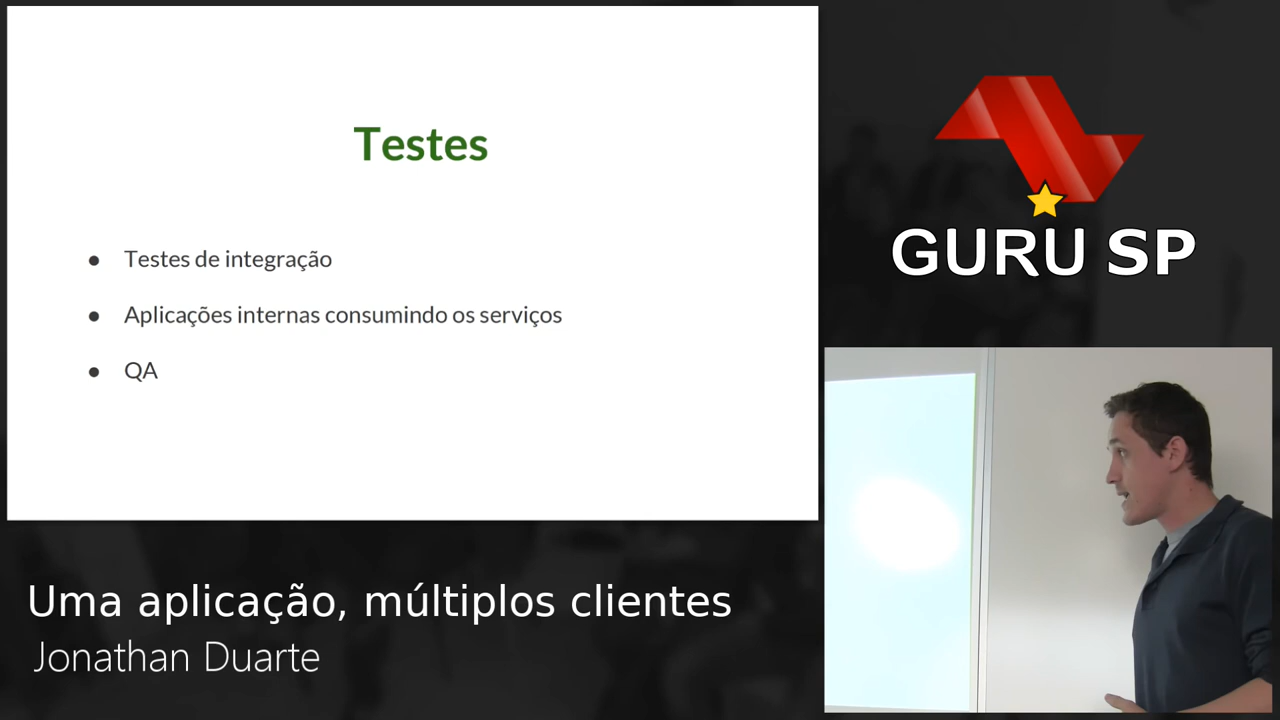 Testes
● Testes de integração
● Aplicações internas consumindo os serviços
● QA
GURU SP
Uma aplicação, múltiplos clientes
Jonathan Duarte